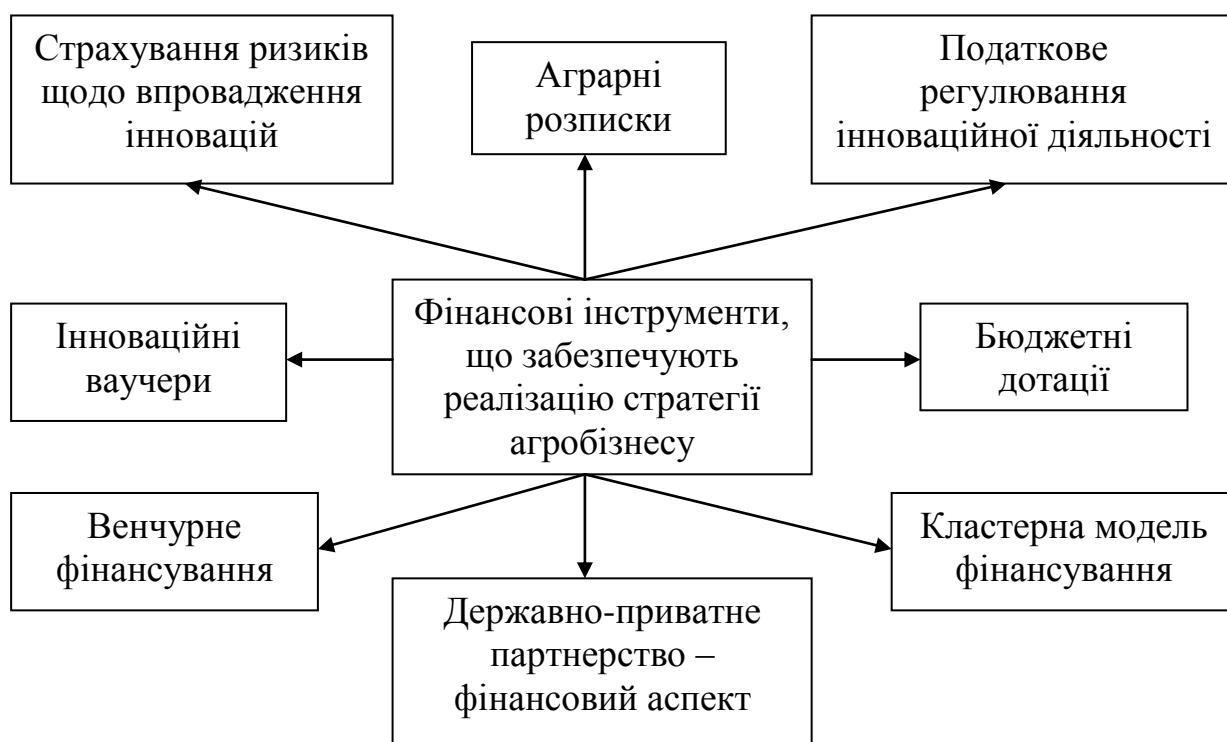 Страхування ризиків
щодо впровадження
інновацій
Аграрні
розписки
Податкове
регулювання
інноваційної діяльності
Інноваційні
ваучери
Фінансові інструменти,
що забезпечують
реалізацію стратегії
агробізнесу
Бюджетні
дотації
Венчурне
фінансування
Державно-приватне
партнерство –
фінансовий аспект
Кластерна модель
фінансування